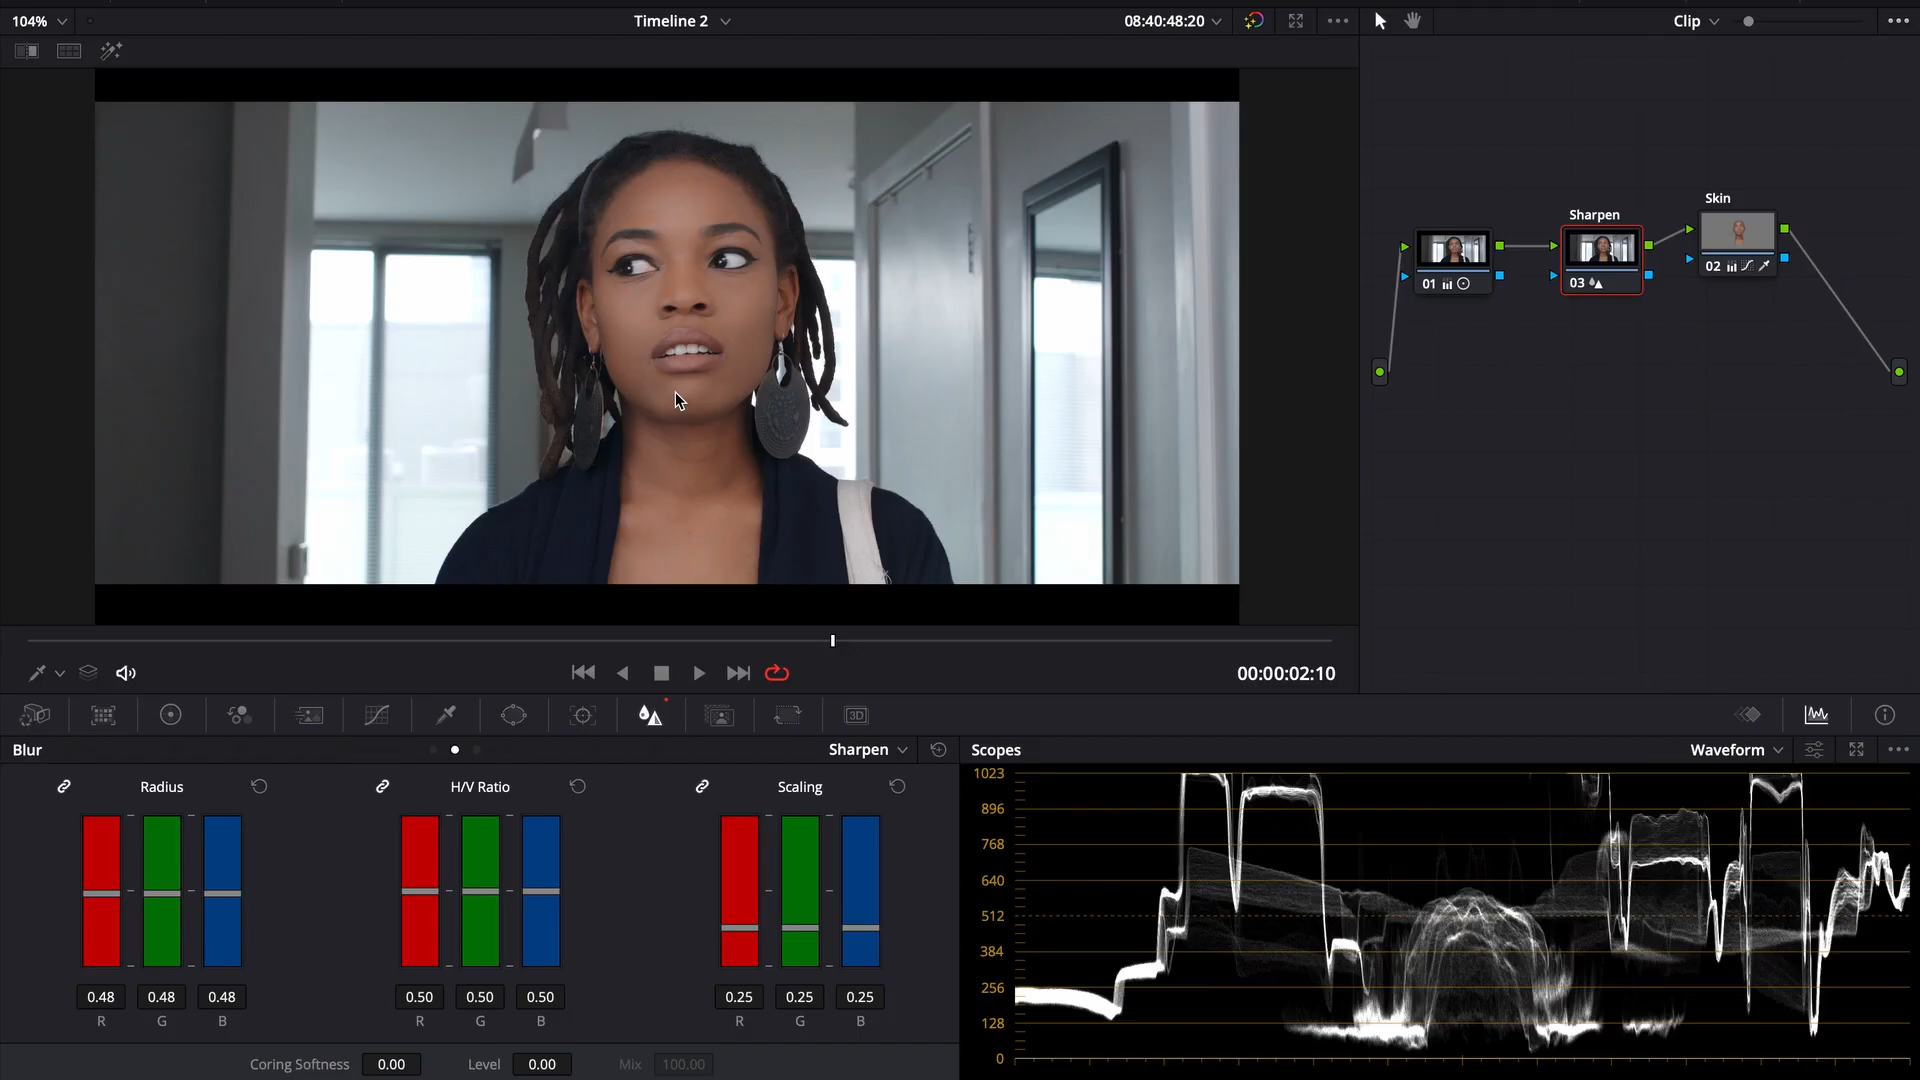 104%
Timeline 2
08:40:48:20
Clip
Sharpen
Skin
01
03
02
00:00:02:10
3D
Blur
Sharpen
Scopes
Waveform
Radius
H/V Ratio
Scaling
0.48 0.48 0.48
R G B
0.50 0.50 0.50
R G B
0.25 0.25 0.25
R G B
Coring Softness 0.00 Level 0.00 Mix 100.00
1023
896
768
640
512
384
256
128
0